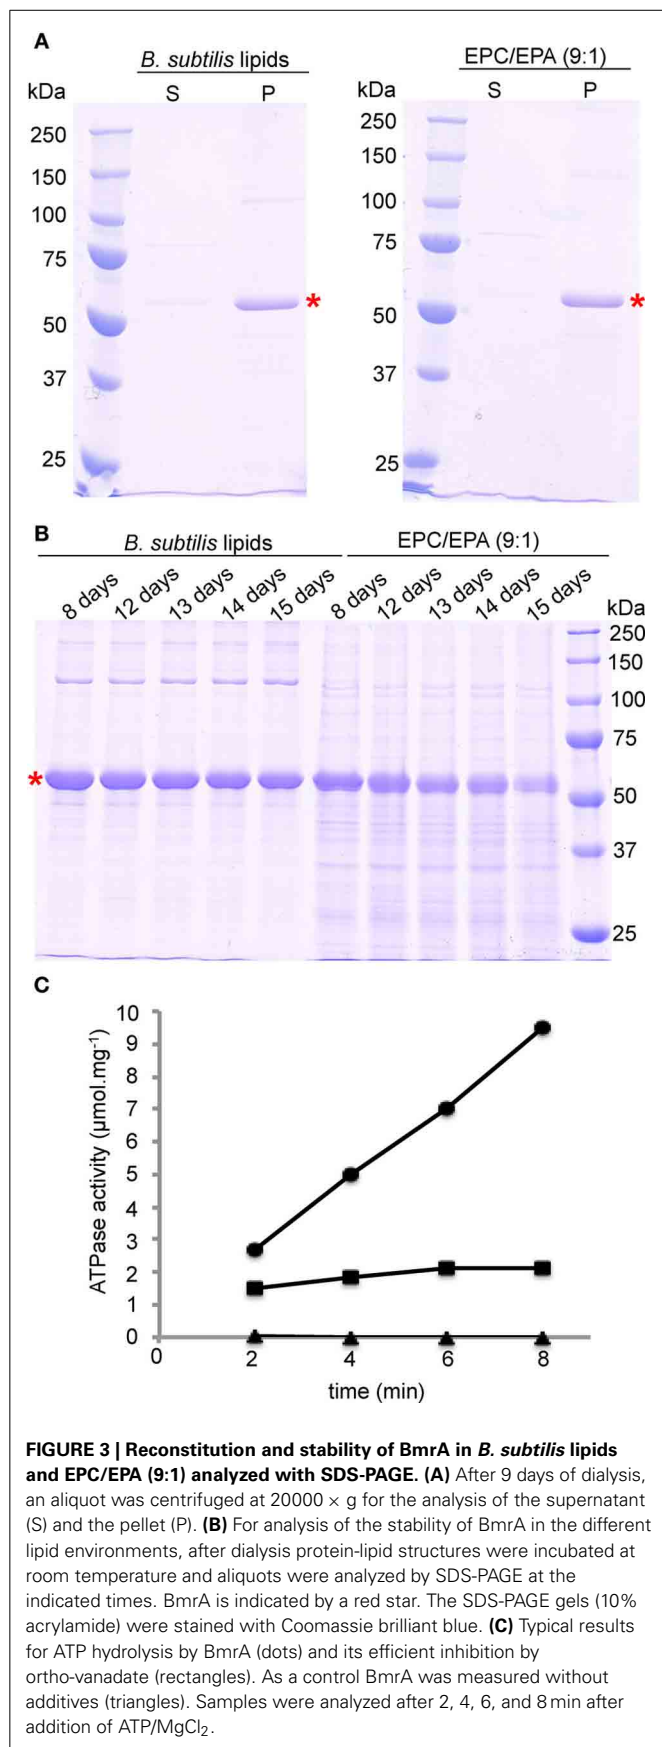 A
B. subtilis lipids
EPC/EPA (9:1)
kDa
S
P
kDa
S
P
250
150
100
75
50
37
25
250
150
100
75
50
37
25
*
*
B
B. subtilis lipids
EPC/EPA (9:1)
8 days
12 days
13 days
14 days
15 days
8 days
12 days
13 days
14 days
15 days
kDa
250
150
100
75
50
37
25
*
C
ATPase activity (µmol.mg⁻¹)
10
9
8
7
6
5
4
3
2
1
0
0
2
4
6
8
time (min)
FIGURE 3 | Reconstitution and stability of BmrA in B. subtilis lipids
and EPC/EPA (9:1) analyzed with SDS-PAGE. (A) After 9 days of dialysis,
an aliquot was centrifuged at 20000 × g for the analysis of the supernatant
(S) and the pellet (P). (B) For analysis of the stability of BmrA in the different
lipid environments, after dialysis protein-lipid structures were incubated at
room temperature and aliquots were analyzed by SDS-PAGE at the
indicated times. BmrA is indicated by a red star. The SDS-PAGE gels (10%
acrylamide) were stained with Coomassie brilliant blue. (C) Typical results
for ATP hydrolysis by BmrA (dots) and its efficient inhibition by
ortho-vanadate (rectangles). As a control BmrA was measured without
additives (triangles). Samples were analyzed after 2, 4, 6, and 8 min after
addition of ATP/MgCl₂.